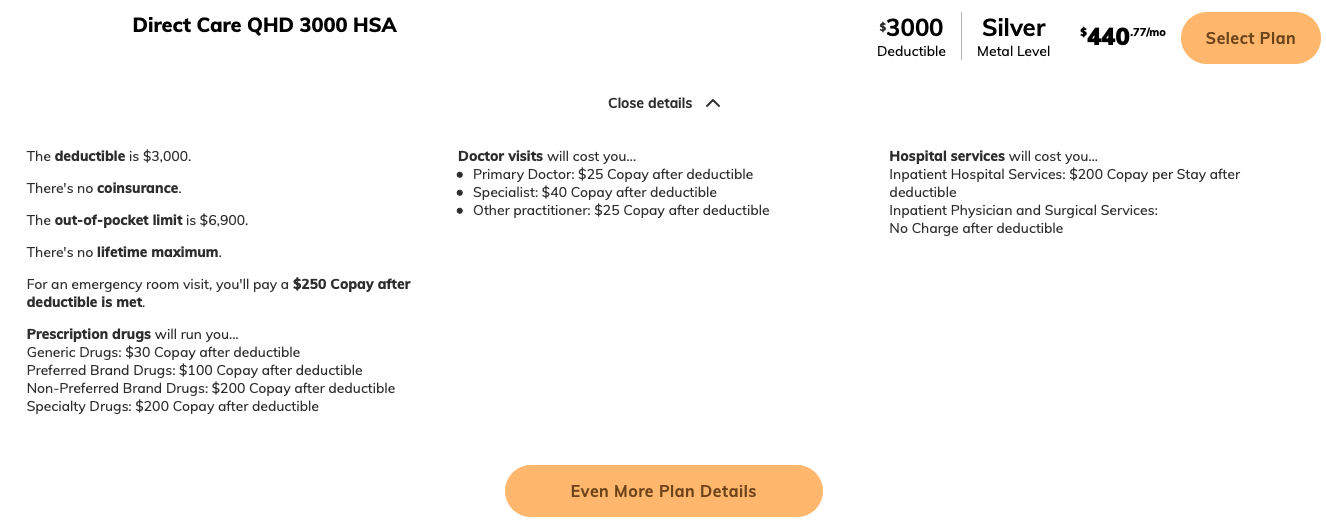 Direct Care QHD 3000 HSA
$3000
Deductible
Silver
Metal Level
$440.77/mo
Select Plan
Close details
The deductible is $3,000.
There's no coinsurance.
The out-of-pocket limit is $6,900.
There's no lifetime maximum.
For an emergency room visit, you'll pay a $250 Copay after
deductible is met.
Prescription drugs will run you...
Generic Drugs: $30 Copay after deductible
Preferred Brand Drugs: $100 Copay after deductible
Non-Preferred Brand Drugs: $200 Copay after deductible
Specialty Drugs: $200 Copay after deductible
Doctor visits will cost you...
● Primary Doctor: $25 Copay after deductible
● Specialist: $40 Copay after deductible
● Other practitioner: $25 Copay after deductible
Hospital services will cost you...
Inpatient Hospital Services: $200 Copay per Stay after
deductible
Inpatient Physician and Surgical Services:
No Charge after deductible
Even More Plan Details